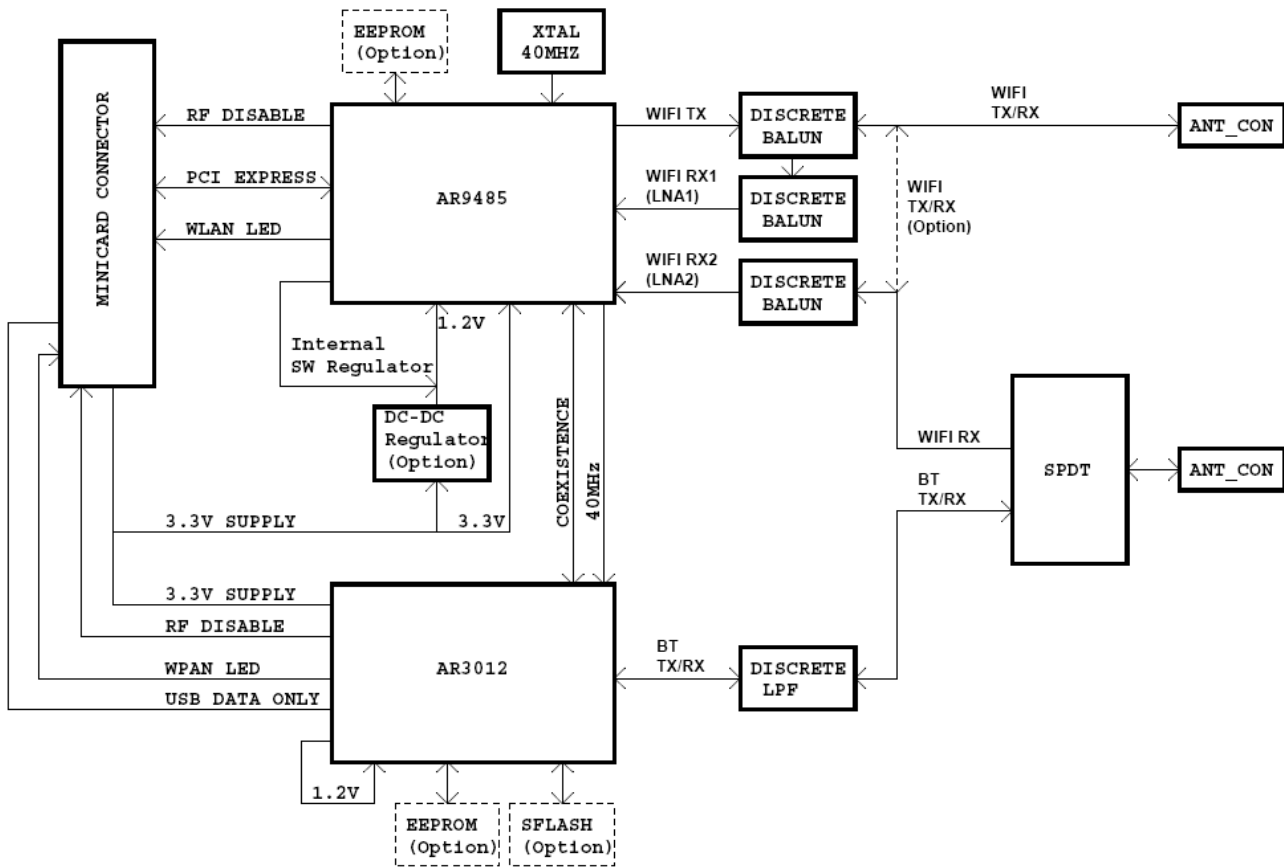 EEPROM
(Option)
XTAL
40MHZ
MINICARD CONNECTOR
RF DISABLE
PCI EXPRESS
WLAN LED
AR9485
WIFI TX
WIFI RX1
(LNA1)
WIFI RX2
(LNA2)
DISCRETE
BALUN
DISCRETE
BALUN
DISCRETE
BALUN
WIFI
TX/RX
ANT_CON
WIFI
TX/RX
(Option)
1.2V
Internal
SW Regulator
DC-DC
Regulator
(Option)
COEXISTENCE
40MHz
3.3V SUPPLY
3.3V
WIFI RX
BT
TX/RX
SPDT
ANT_CON
3.3V SUPPLY
RF DISABLE
WPAN LED
USB DATA ONLY
AR3012
BT
TX/RX
DISCRETE
LPF
1.2V
EEPROM
(Option)
SFLASH
(Option)